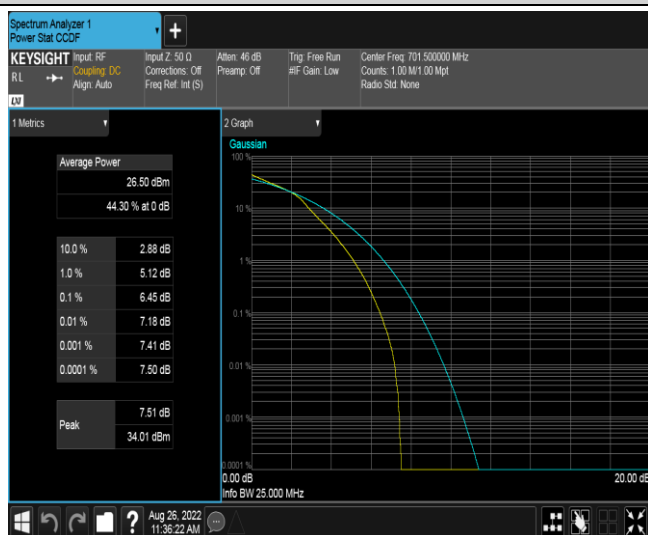 Spectrum Analyzer 1
Power Stat CCDF
+
KEYSIGHT
RL
LXI
Input: RF
Coupling: DC
Align: Auto
Input Z: 50 Ω
Corrections: Off
Freq Ref: Int (S)
Atten: 46 dB
Preamp: Off
Trig: Free Run
#IF Gain: Low
Center Freq: 701.500000 MHz
Counts: 1.00 M/1.00 Mpt
Radio Std: None
1 Metrics
Average Power
26.50 dBm
44.30 % at 0 dB
10.0 % 2.88 dB
1.0 % 5.12 dB
0.1 % 6.45 dB
0.01 % 7.18 dB
0.001 % 7.41 dB
0.0001 % 7.50 dB
Peak
7.51 dB
34.01 dBm
2 Graph
Gaussian
100 %
10 %
1 %
0.1 %
0.01 %
0.001 %
0.0001 %
0.00 dB
20.00 dB
Info BW 25.000 MHz
?
Aug 26, 2022
11:36:22 AM